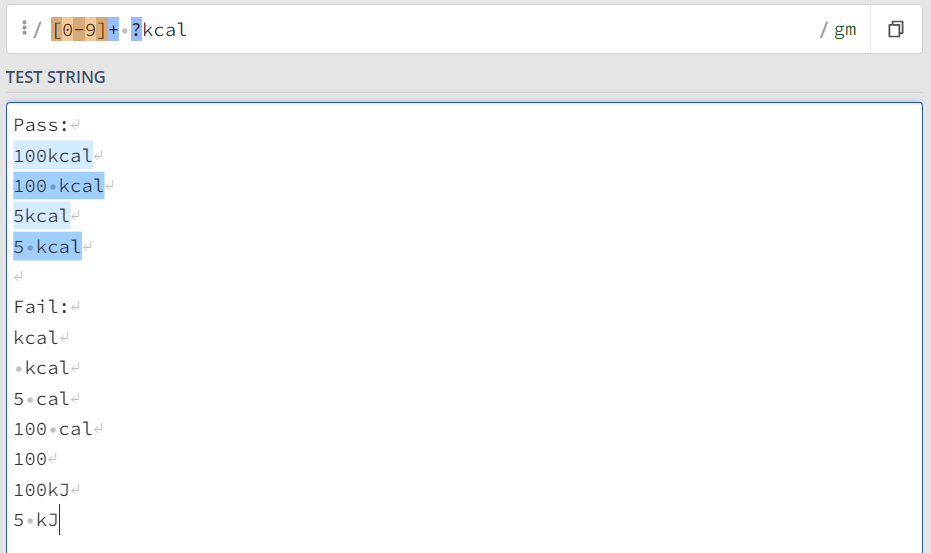 / [0-9]+ ?kcal / gm
TEST STRING
Pass:
100kcal
100 kcal
5kcal
5 kcal

Fail:
kcal
 kcal
5 cal
100 cal
100
100kJ
5 kJ